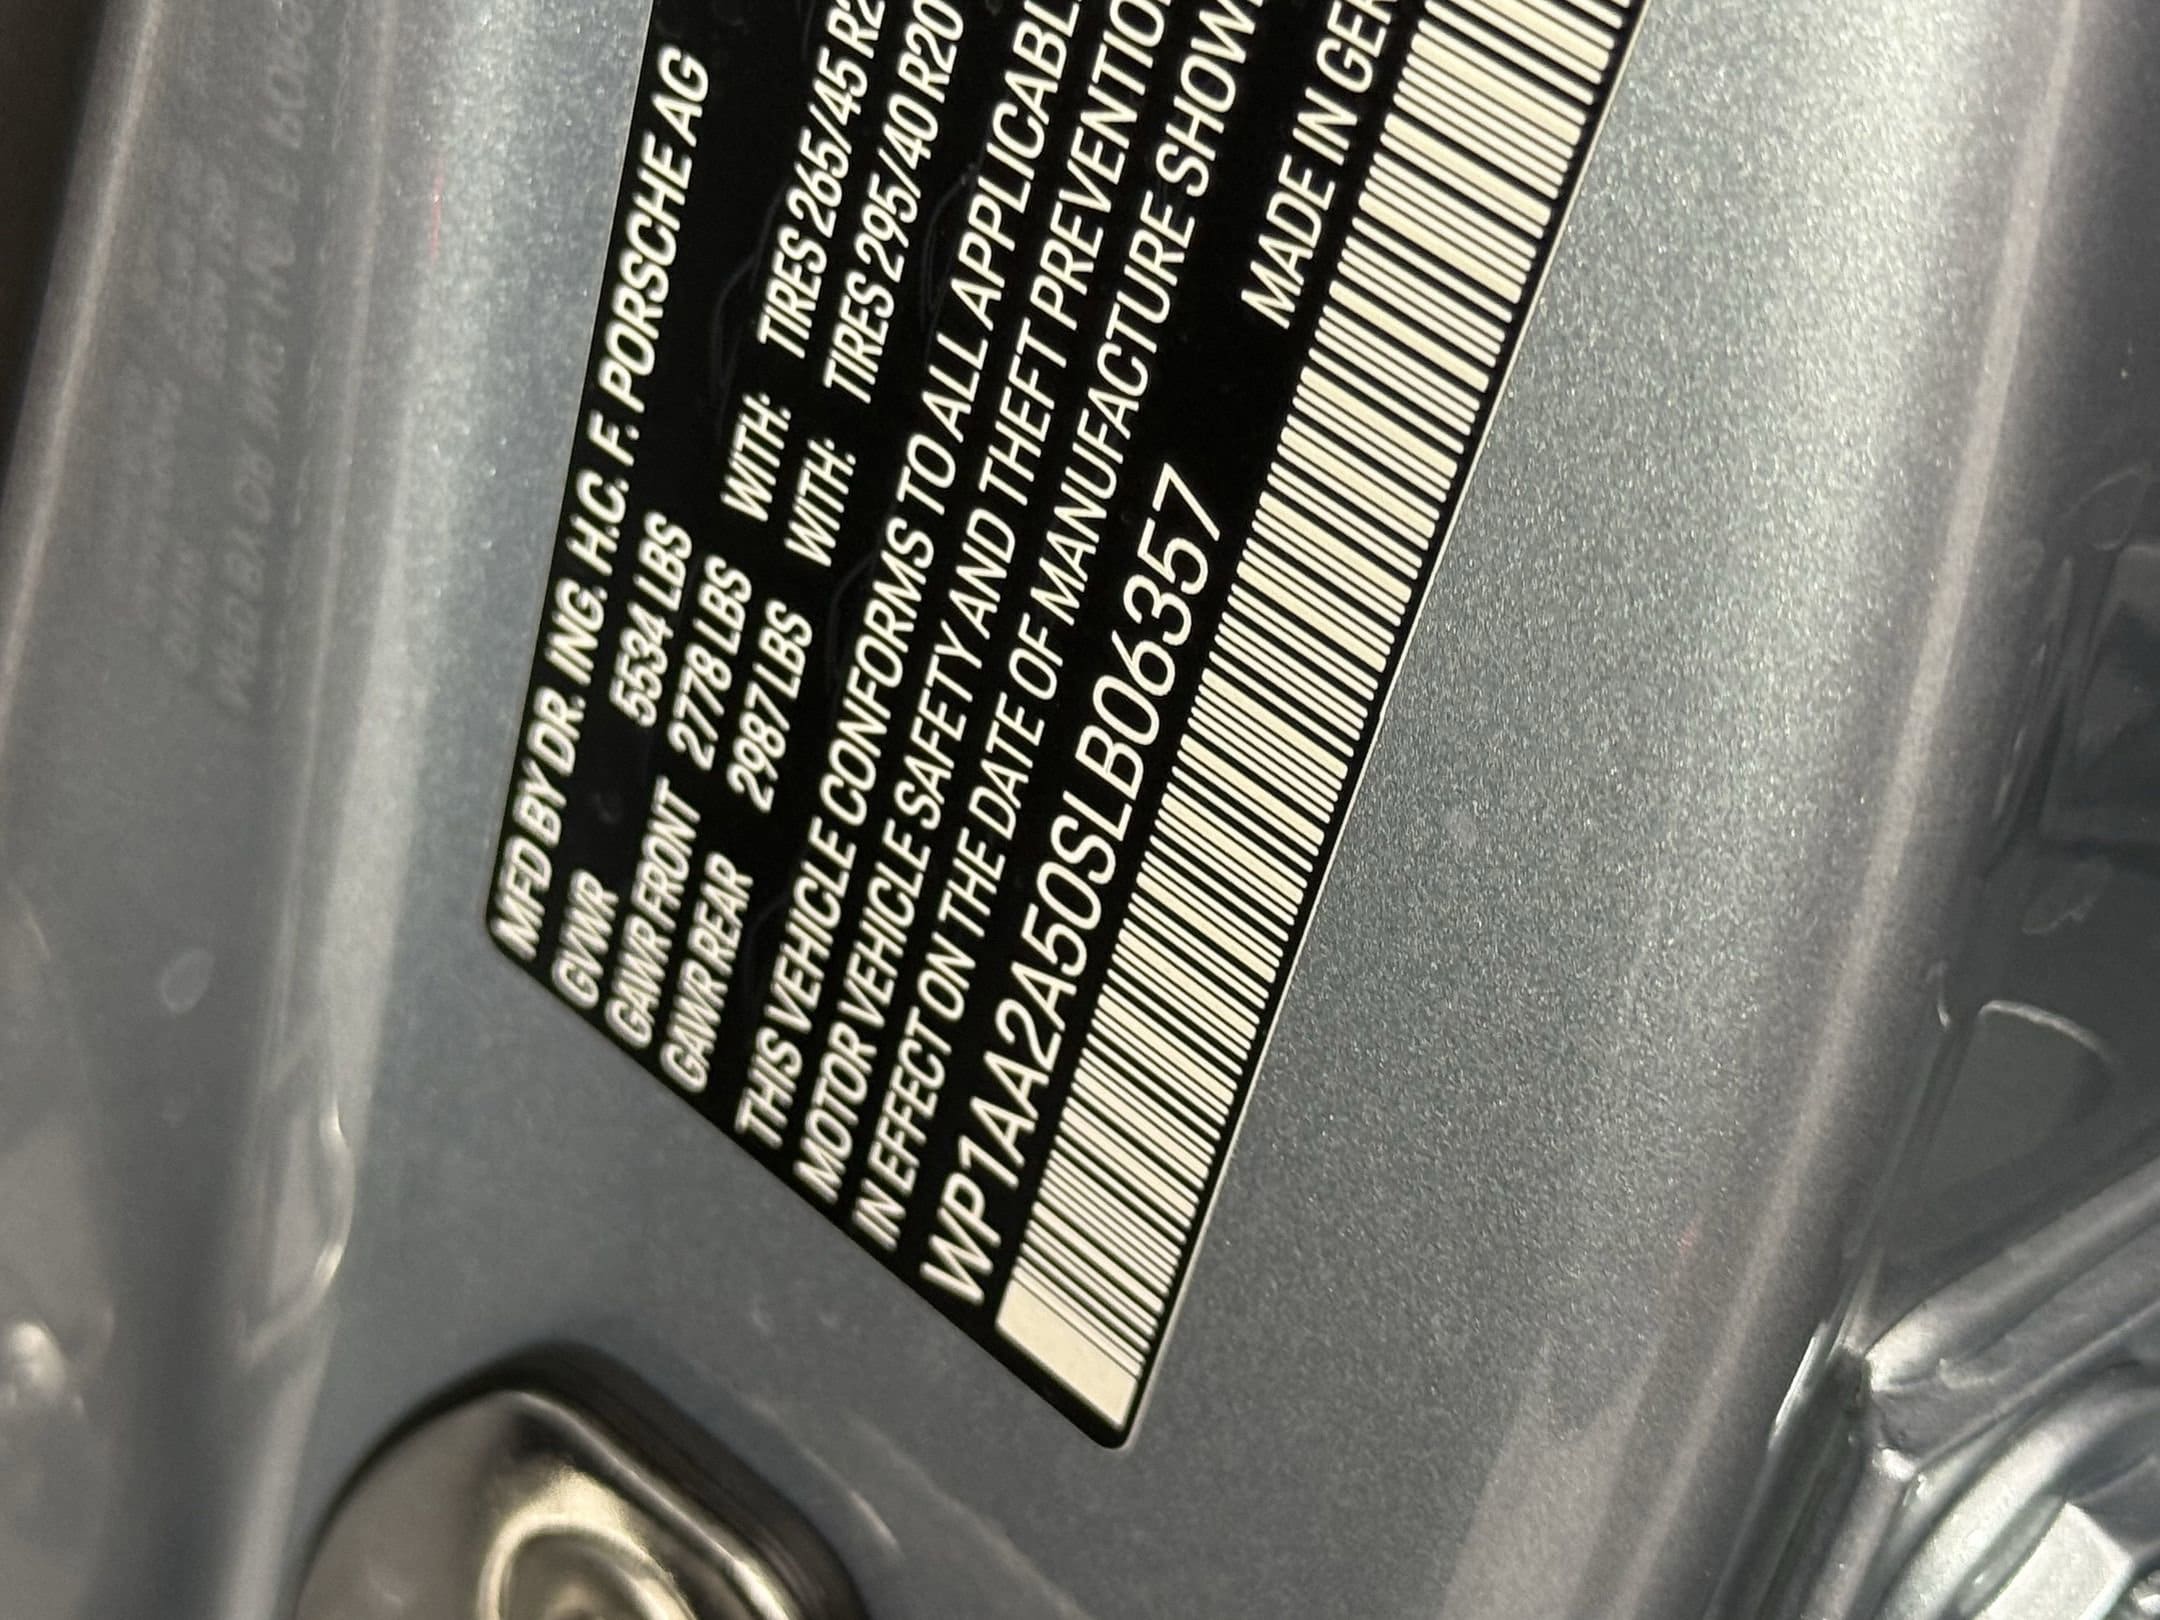 MFD BY DR. ING. H.C. F. PORSCHE AG
GVWR 5534 LBS
GAWR FRONT 2778 LBS WITH: TIRES 265/45 R2
GAWR REAR 2987 LBS WITH: TIRES 295/40 R20
THIS VEHICLE CONFORMS TO ALL APPLICABL
MOTOR VEHICLE SAFETY AND THEFT PREVENTIO
IN EFFECT ON THE DATE OF MANUFACTURE SHOW
WP1AA2A50SLB06357
MADE IN GER